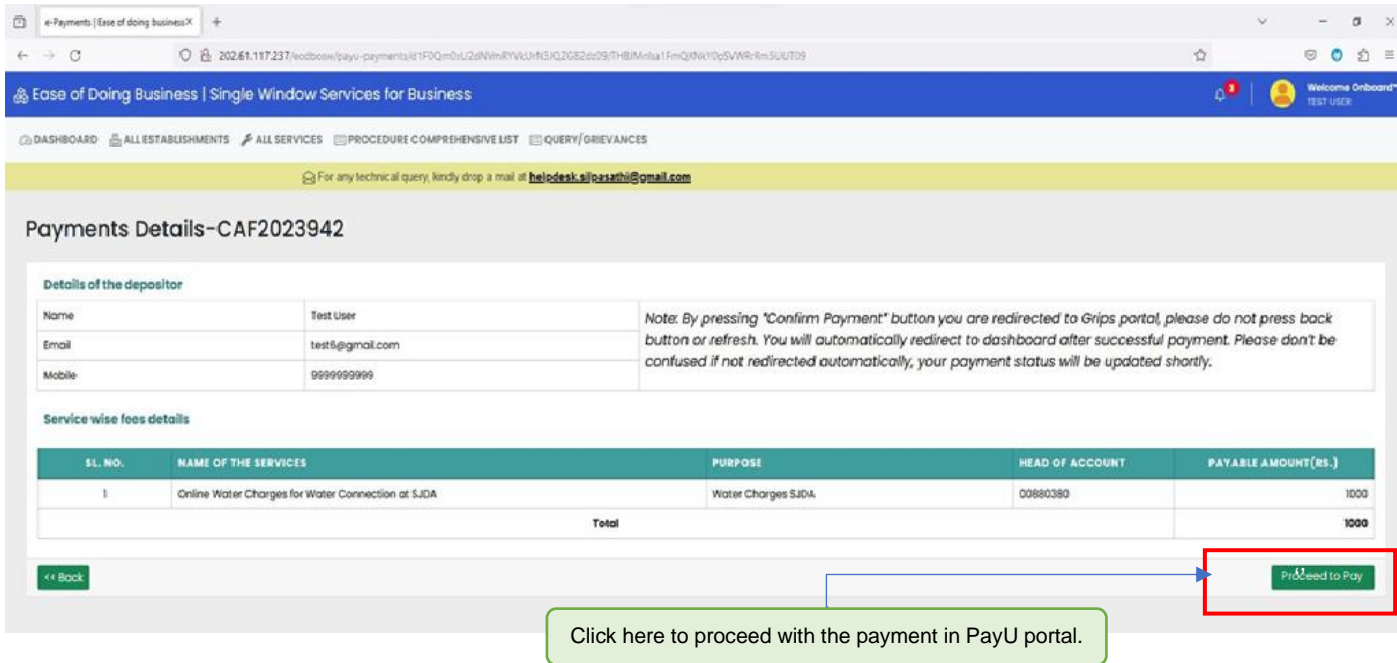 e-Payments | Ease of doing business X +
202.61.117.237
Ease of Doing Business | Single Window Services for Business
3
Welcome Onboard"
TEST USER
DASHBOARD ALL ESTABLISHMENTS ALL SERVICES PROCEDURE COMPREHENSIVE LIST QUERY/GRIEVANCES
For any technical query, kindly drop a mail at helpdesk.silpasathi@gmail.com
Payments Details-CAF2023942
Details of the depositor
Name Test User
Email test6@gmail.com
Mobile 9999999999
Note: By pressing "Confirm Payment" button you are redirected to Grips portal, please do not press back
button or refresh. You will automatically redirect to dashboard after successful payment. Please don't be
confused if not redirected automatically, your payment status will be updated shortly.
Service wise fees details
SL. NO. NAME OF THE SERVICES PURPOSE HEAD OF ACCOUNT PAYABLE AMOUNT(RS.)
1 Online Water Charges for Water Connection at SJDA Water Charges SJDA 00880380 1000
Total 1000
<< Back
Proceed to Pay
Click here to proceed with the payment in PayU portal.